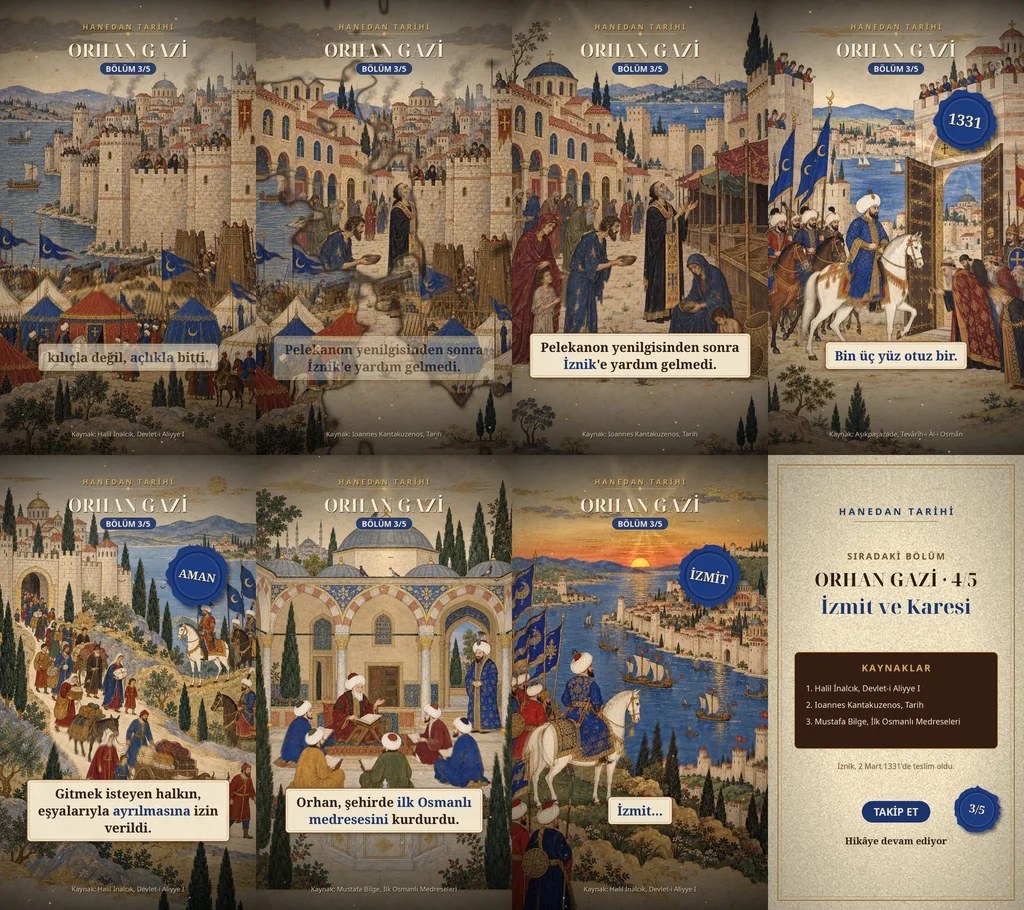 HANEDAN TARİHİ
ORHAN GAZİ
BÖLÜM 3/5
kılıçla değil, açlıkla bitti.
Kaynak: Halil İnalcık, Devlet-i Aliyye I
HANEDAN TARİHİ
ORHAN GAZİ
BÖLÜM 3/5
Pelekanon yenilgisinden sonra
İznik'e yardım gelmedi.
Kaynak: Ioannes Kantakuzenos, Tarih
HANEDAN TARİHİ
ORHAN GAZİ
BÖLÜM 3/5
Pelekanon yenilgisinden sonra
İznik'e yardım gelmedi.
Kaynak: Ioannes Kantakuzenos, Tarih
HANEDAN TARİHİ
ORHAN GAZİ
BÖLÜM 3/5
1331
Bin üç yüz otuz bir.
Kaynak: Aşıkpaşazade, Tevârîh-i Âl-i Osmân
HANEDAN TARİHİ
ORHAN GAZİ
BÖLÜM 3/5
AMAN
Gitmek isteyen halkın,
eşyalarıyla ayrılmasına izin
verildi.
Kaynak: Halil İnalcık, Devlet-i Aliyye I
HANEDAN TARİHİ
ORHAN GAZİ
BÖLÜM 3/5
Orhan, şehirde ilk Osmanlı
medresesini kurdurdu.
Kaynak: Mustafa Bilge, İlk Osmanlı Medreseleri
HANEDAN TARİHİ
ORHAN GAZİ
BÖLÜM 3/5
İZMİT
İzmit...
Kaynak: Halil İnalcık, Devlet-i Aliyye I
HANEDAN TARİHİ
SIRADAKİ BÖLÜM
ORHAN GAZİ · 4/5
İzmit ve Karesi
KAYNAKLAR
1. Halil İnalcık, Devlet-i Aliyye I
2. Ioannes Kantakuzenos, Tarih
3. Mustafa Bilge, İlk Osmanlı Medreseleri
İznik, 2 Mart 1331'de teslim oldu.
TAKİP ET
3/5
Hikâye devam ediyor